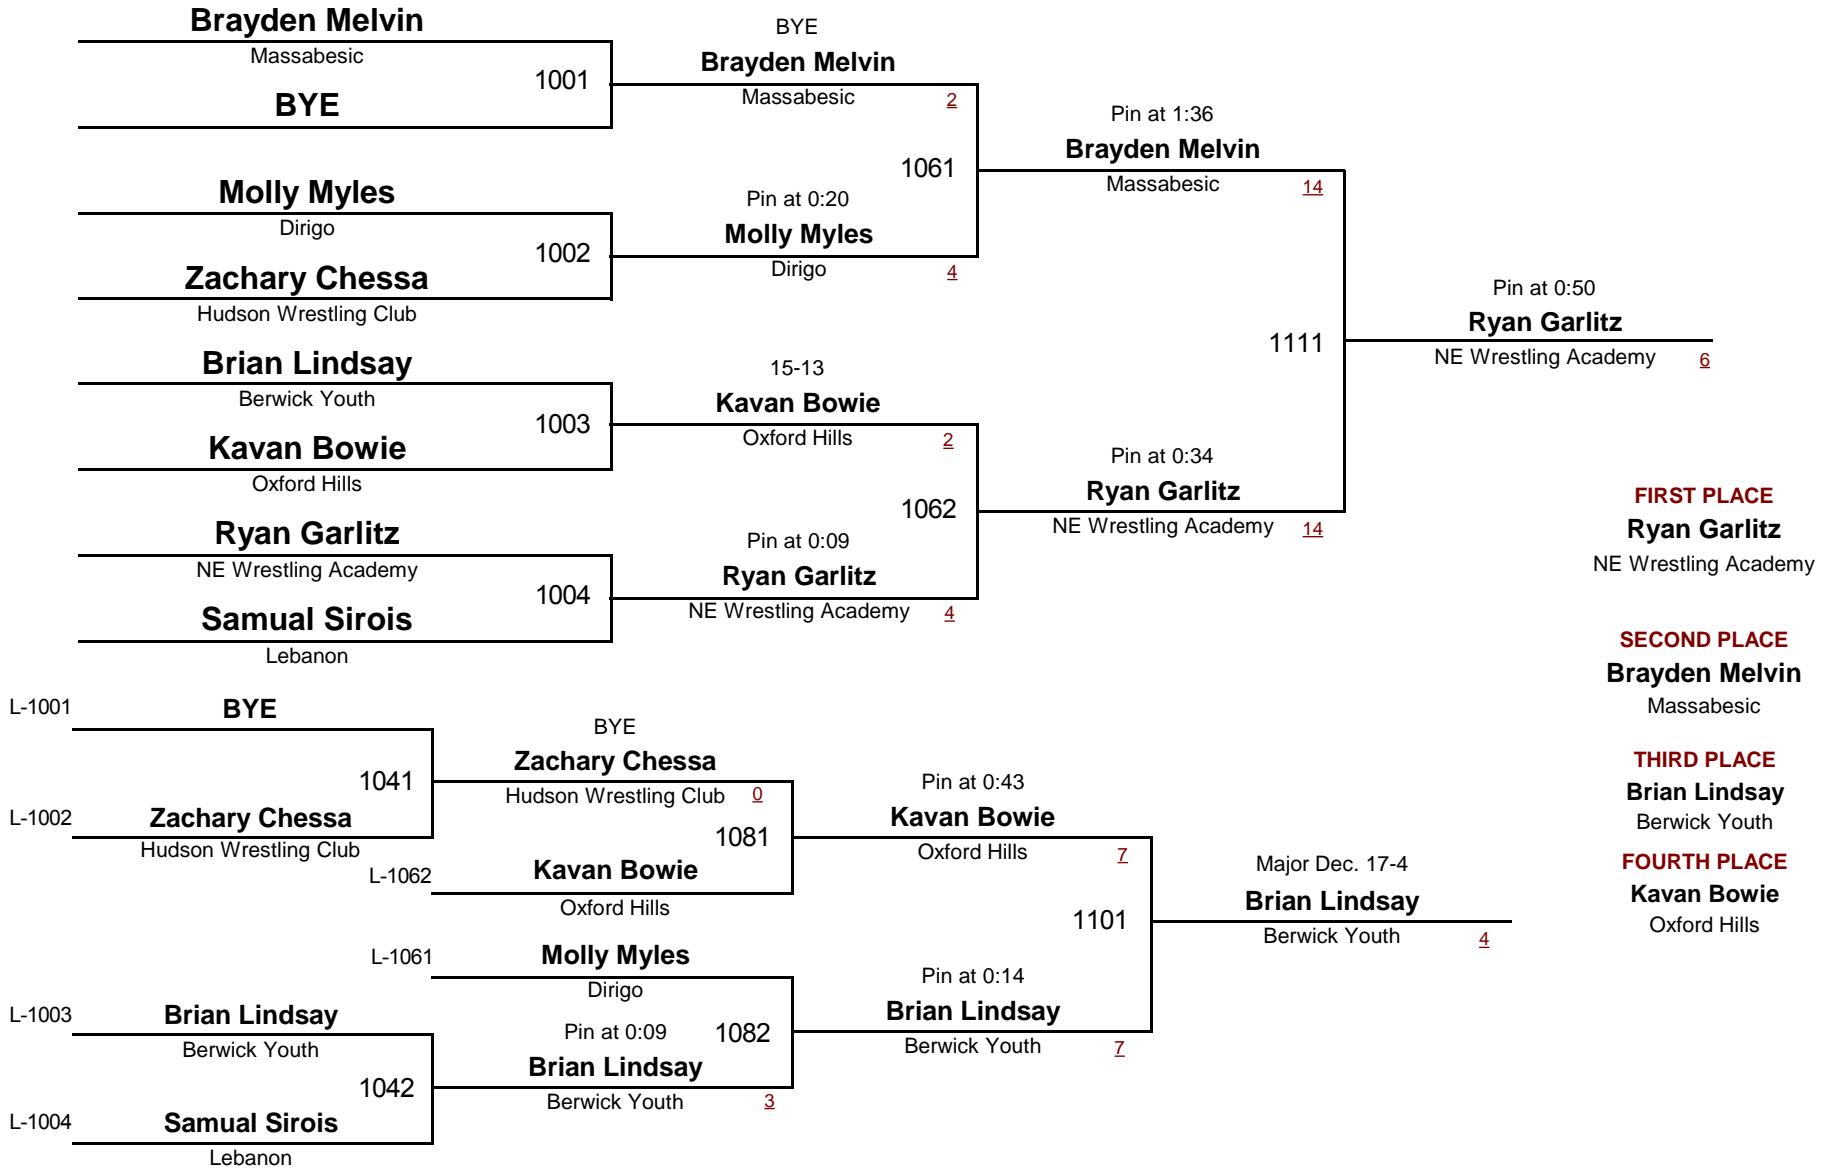 Brayden Melvin
Massabesic
1001
BYE
Molly Myles
Dirigo
1002
Zachary Chessa
Hudson Wrestling Club
Brian Lindsay
Berwick Youth
1003
Kavan Bowie
Oxford Hills
Ryan Garlitz
NE Wrestling Academy
1004
Samual Sirois
Lebanon
BYE
Brayden Melvin
Massabesic 2
1061
Pin at 0:20
Molly Myles
Dirigo 4
15-13
Kavan Bowie
Oxford Hills 2
1062
Pin at 0:09
Ryan Garlitz
NE Wrestling Academy 4
Pin at 1:36
Brayden Melvin
Massabesic 14
1111
Pin at 0:34
Ryan Garlitz
NE Wrestling Academy 14
Pin at 0:50
Ryan Garlitz
NE Wrestling Academy 6
FIRST PLACE
Ryan Garlitz
NE Wrestling Academy
SECOND PLACE
Brayden Melvin
Massabesic
THIRD PLACE
Brian Lindsay
Berwick Youth
FOURTH PLACE
Kavan Bowie
Oxford Hills
L-1001 BYE
1041
L-1002 Zachary Chessa
Hudson Wrestling Club
BYE
Zachary Chessa
Hudson Wrestling Club 0
1081
L-1062 Kavan Bowie
Oxford Hills
L-1061 Molly Myles
Dirigo
1082
L-1003 Brian Lindsay
Berwick Youth
1042
L-1004 Samual Sirois
Lebanon
Pin at 0:09
Brian Lindsay
Berwick Youth 3
Pin at 0:43
Kavan Bowie
Oxford Hills 7
1101
Pin at 0:14
Brian Lindsay
Berwick Youth 7
Major Dec. 17-4
Brian Lindsay
Berwick Youth 4